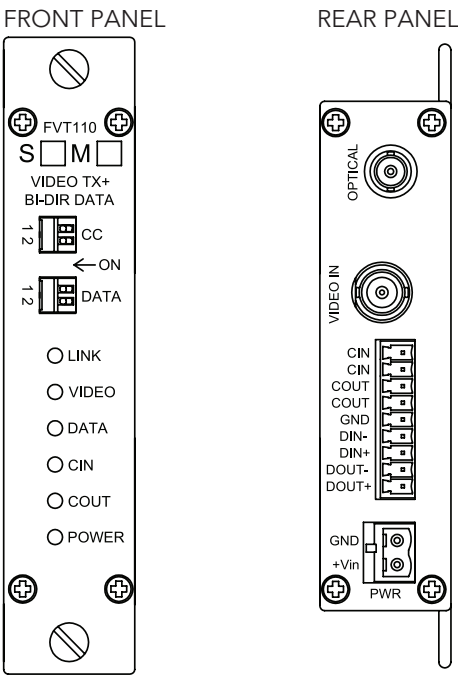 FRONT PANEL
FVT110
S M
VIDEO TX+
BI-DIR DATA
1 2
CC
ON
1 2
DATA
LINK
VIDEO
DATA
CIN
COUT
POWER
REAR PANEL
OPTICAL
VIDEO IN
CIN
CIN
COUT
COUT
GND
DIN-
DIN+
DOUT-
DOUT+
GND
+Vin
PWR